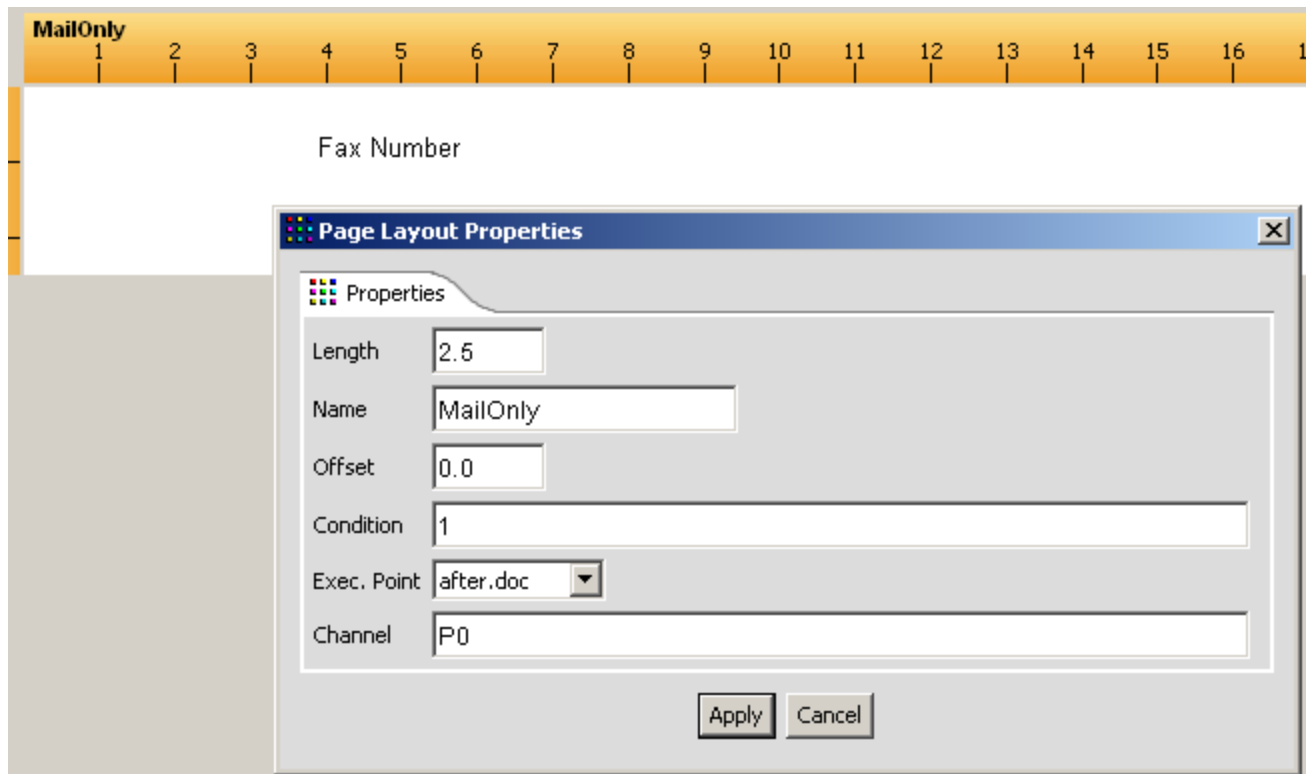 MailOnly
1 2 3 4 5 6 7 8 9 10 11 12 13 14 15 16 1
Fax Number
Page Layout Properties
Properties
Length 2.5
Name MailOnly
Offset 0.0
Condition 1
Exec. Point after.doc
Channel P0
Apply Cancel